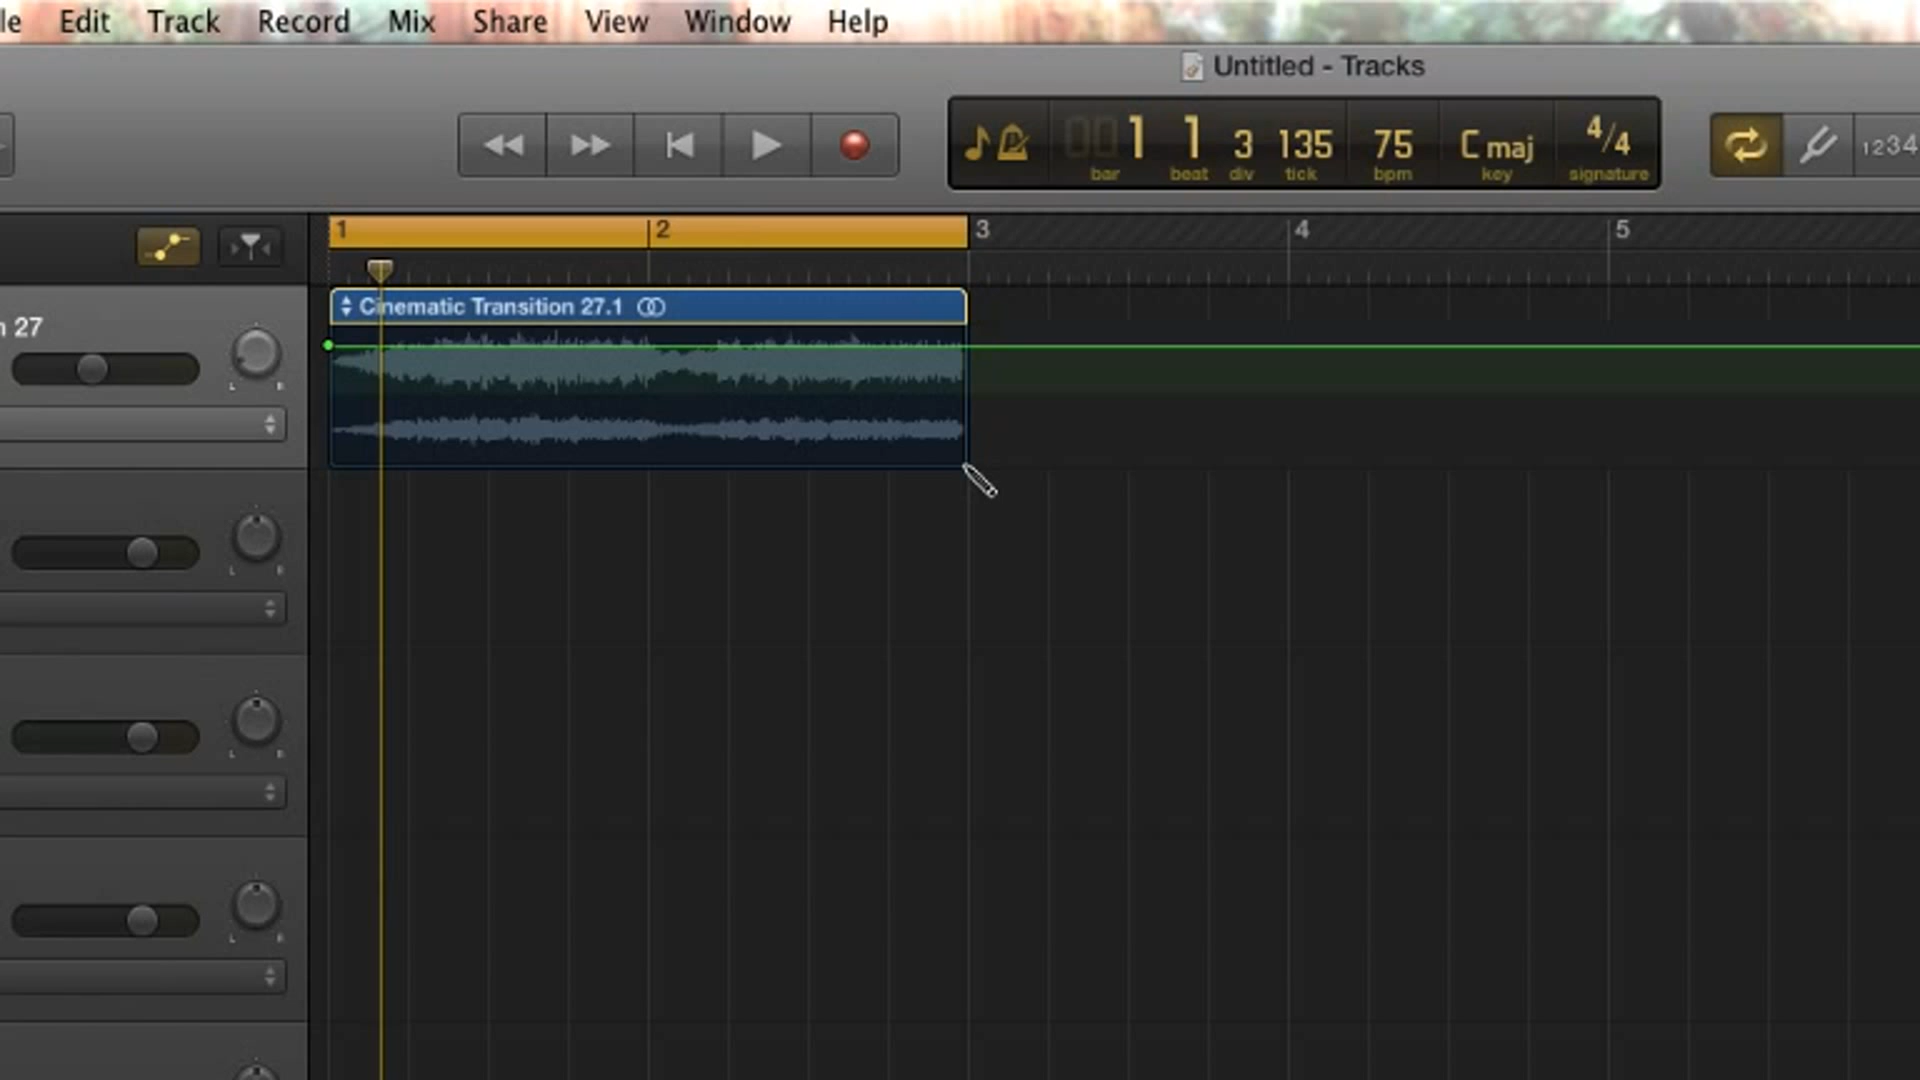 le Edit Track Record Mix Share View Window Help
Untitled - Tracks
1 1 3 135 75 C maj 4/4
bar beat div tick bpm key signature
1234
1 2 3 4 5
Cinematic Transition 27.1
n 27
L R
L R
L R
L R